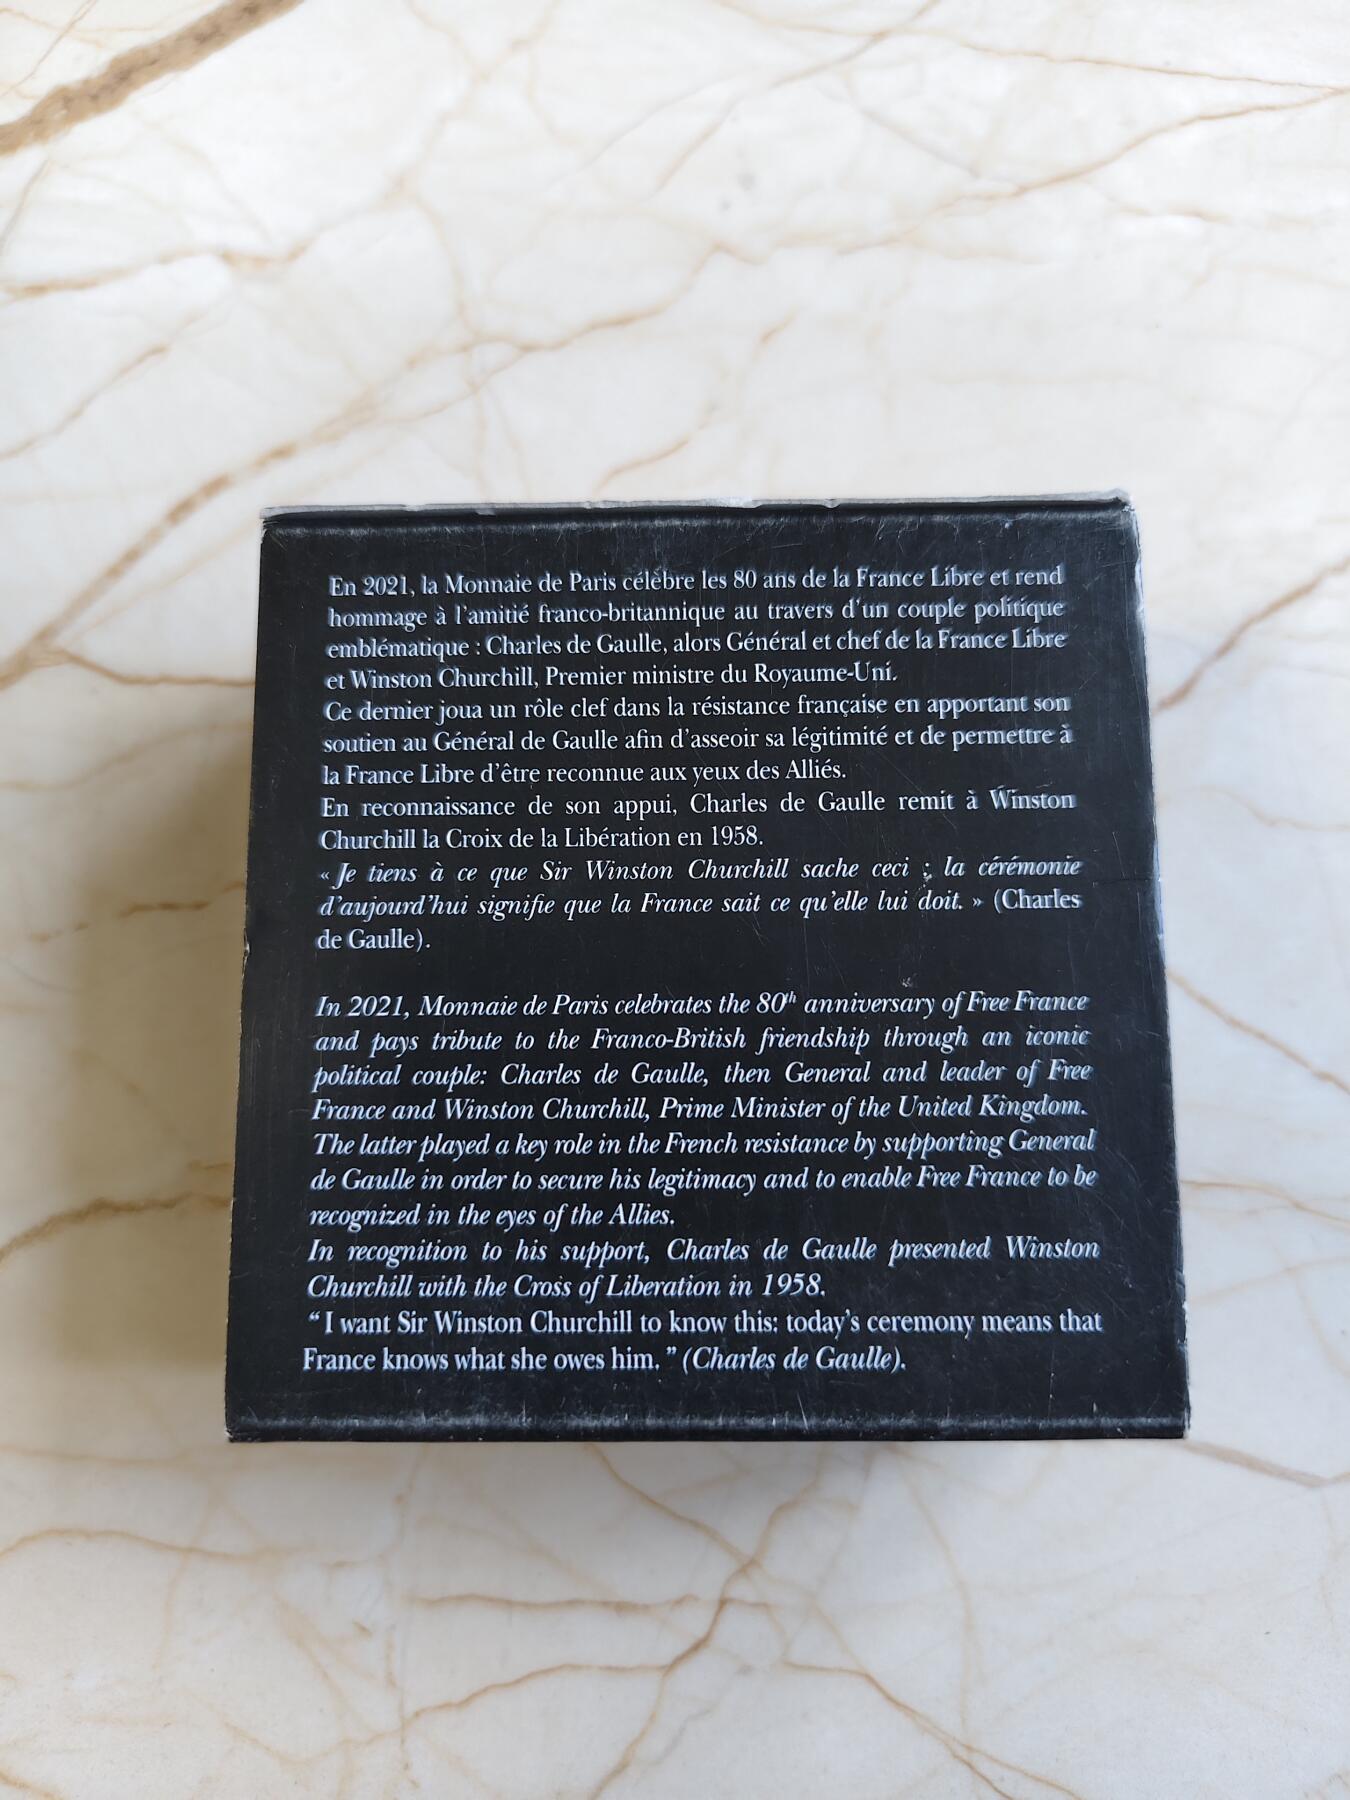 En 2021, la Monnaie de Paris célèbre les 80 ans de la France Libre et rend
hommage à l'amitié franco-britannique au travers d'un couple politique
emblématique : Charles de Gaulle, alors Général et chef de la France Libre
et Winston Churchill, Premier ministre du Royaume-Uni.
Ce dernier joua un rôle clef dans la résistance française en apportant son
soutien au Général de Gaulle afin d'asseoir sa légitimité et de permettre à
la France Libre d'être reconnue aux yeux des Alliés.
En reconnaissance de son appui, Charles de Gaulle remit à Winston
Churchill la Croix de la Libération en 1958.
« Je tiens à ce que Sir Winston Churchill sache ceci : la cérémonie
d'aujourd'hui signifie que la France sait ce qu'elle lui doit. » (Charles
de Gaulle).
In 2021, Monnaie de Paris celebrates the 80th anniversary of Free France
and pays tribute to the Franco-British friendship through an iconic
political couple: Charles de Gaulle, then General and leader of Free
France and Winston Churchill, Prime Minister of the United Kingdom.
The latter played a key role in the French resistance by supporting General
de Gaulle in order to secure his legitimacy and to enable Free France to be
recognized in the eyes of the Allies.
In recognition to his support, Charles de Gaulle presented Winston
Churchill with the Cross of Liberation in 1958.
“ I want Sir Winston Churchill to know this: today's ceremony means that
France knows what she owes him. ” (Charles de Gaulle).